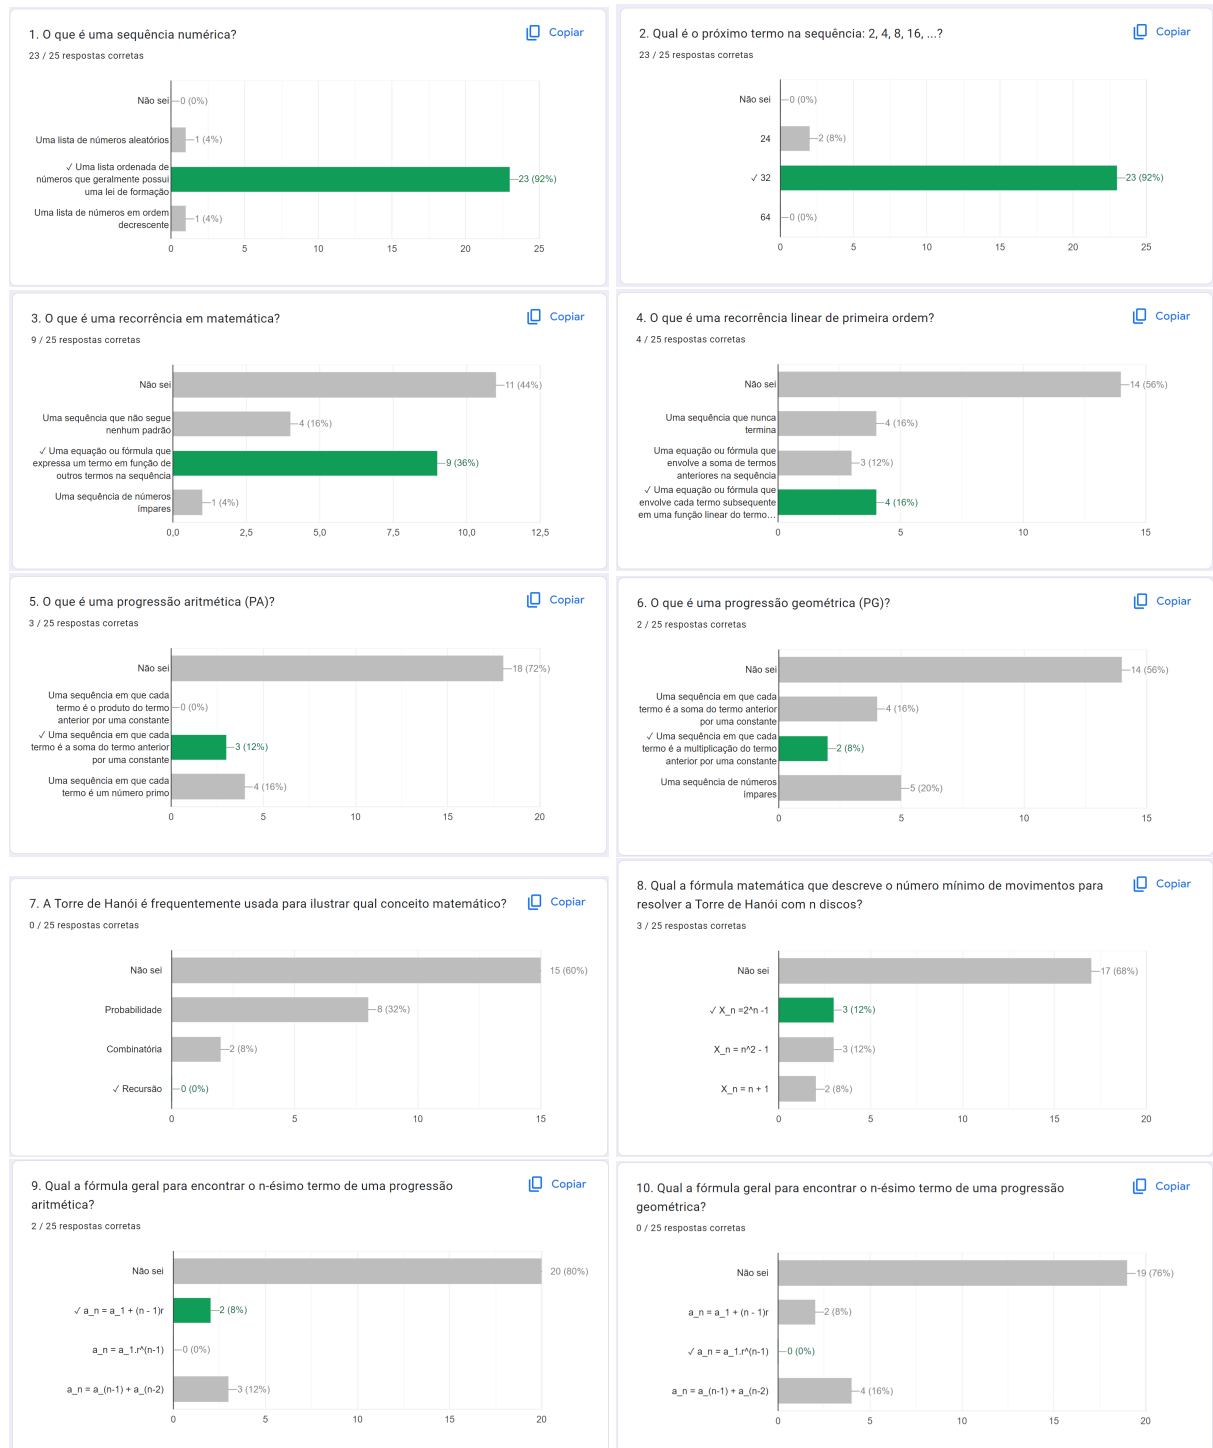 1. O que é uma sequência numérica?
Copiar
23 / 25 respostas corretas
Não sei
0 (0%)
Uma lista de números aleatórios
1 (4%)
✓ Uma lista ordenada de
números que geralmente possui
uma lei de formação
23 (92%)
Uma lista de números em ordem
decrescente
1 (4%)
0 5 10 15 20 25
2. Qual é o próximo termo na sequência: 2, 4, 8, 16, ...?
Copiar
23 / 25 respostas corretas
Não sei
0 (0%)
24
2 (8%)
✓ 32
23 (92%)
64
0 (0%)
0 5 10 15 20 25
3. O que é uma recorrência em matemática?
Copiar
9 / 25 respostas corretas
Não sei
11 (44%)
Uma sequência que não segue
nenhum padrão
4 (16%)
✓ Uma equação ou fórmula que
expressa um termo em função de
outros termos na sequência
9 (36%)
Uma sequência de números
ímpares
1 (4%)
0,0 2,5 5,0 7,5 10,0 12,5
4. O que é uma recorrência linear de primeira ordem?
Copiar
4 / 25 respostas corretas
Não sei
14 (56%)
Uma sequência que nunca
termina
4 (16%)
Uma equação ou fórmula que
envolve a soma de termos
anteriores na sequência
3 (12%)
✓ Uma equação ou fórmula que
envolve cada termo subsequente
em uma função linear do termo…
4 (16%)
0 5 10 15
5. O que é uma progressão aritmética (PA)?
Copiar
3 / 25 respostas corretas
Não sei
18 (72%)
Uma sequência em que cada
termo é o produto do termo
anterior por uma constante
0 (0%)
✓ Uma sequência em que cada
termo é a soma do termo anterior
por uma constante
3 (12%)
Uma sequência em que cada
termo é um número primo
4 (16%)
0 5 10 15 20
6. O que é uma progressão geométrica (PG)?
Copiar
2 / 25 respostas corretas
Não sei
14 (56%)
Uma sequência em que cada
termo é a soma do termo anterior
por uma constante
4 (16%)
✓ Uma sequência em que cada
termo é a multiplicação do termo
anterior por uma constante
2 (8%)
Uma sequência de números
ímpares
5 (20%)
0 5 10 15
7. A Torre de Hanói é frequentemente usada para ilustrar qual conceito matemático?
Copiar
0 / 25 respostas corretas
Não sei
15 (60%)
Probabilidade
8 (32%)
Combinatória
2 (8%)
✓ Recursão
0 (0%)
0 5 10 15
8. Qual a fórmula matemática que descreve o número mínimo de movimentos para
resolver a Torre de Hanói com n discos?
Copiar
3 / 25 respostas corretas
Não sei
17 (68%)
✓ X_n =2^n -1
3 (12%)
X_n = n^2 - 1
3 (12%)
X_n = n + 1
2 (8%)
0 5 10 15 20
9. Qual a fórmula geral para encontrar o n-ésimo termo de uma progressão
aritmética?
Copiar
2 / 25 respostas corretas
Não sei
20 (80%)
✓ a_n = a_1 + (n - 1)r
2 (8%)
a_n = a_1.r^(n-1)
0 (0%)
a_n = a_(n-1) + a_(n-2)
3 (12%)
0 5 10 15 20
10. Qual a fórmula geral para encontrar o n-ésimo termo de uma progressão
geométrica?
Copiar
0 / 25 respostas corretas
Não sei
19 (76%)
a_n = a_1 + (n - 1)r
2 (8%)
✓ a_n = a_1.r^(n-1)
0 (0%)
a_n = a_(n-1) + a_(n-2)
4 (16%)
0 5 10 15 20